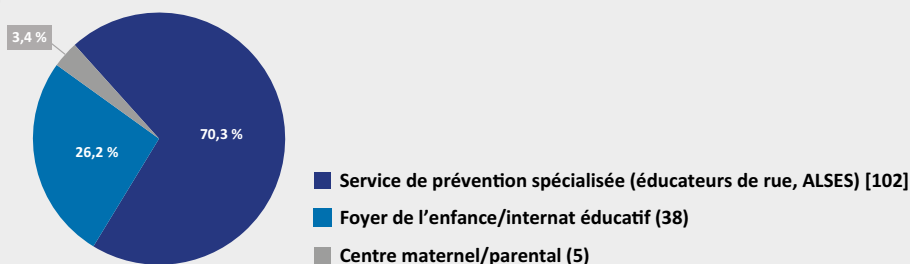 3,4 %
70,3 %
26,2 %
Service de prévention spécialisée (éducateurs de rue, ALSES) [102]
Foyer de l’enfance/internat éducatif (38)
Centre maternel/parental (5)